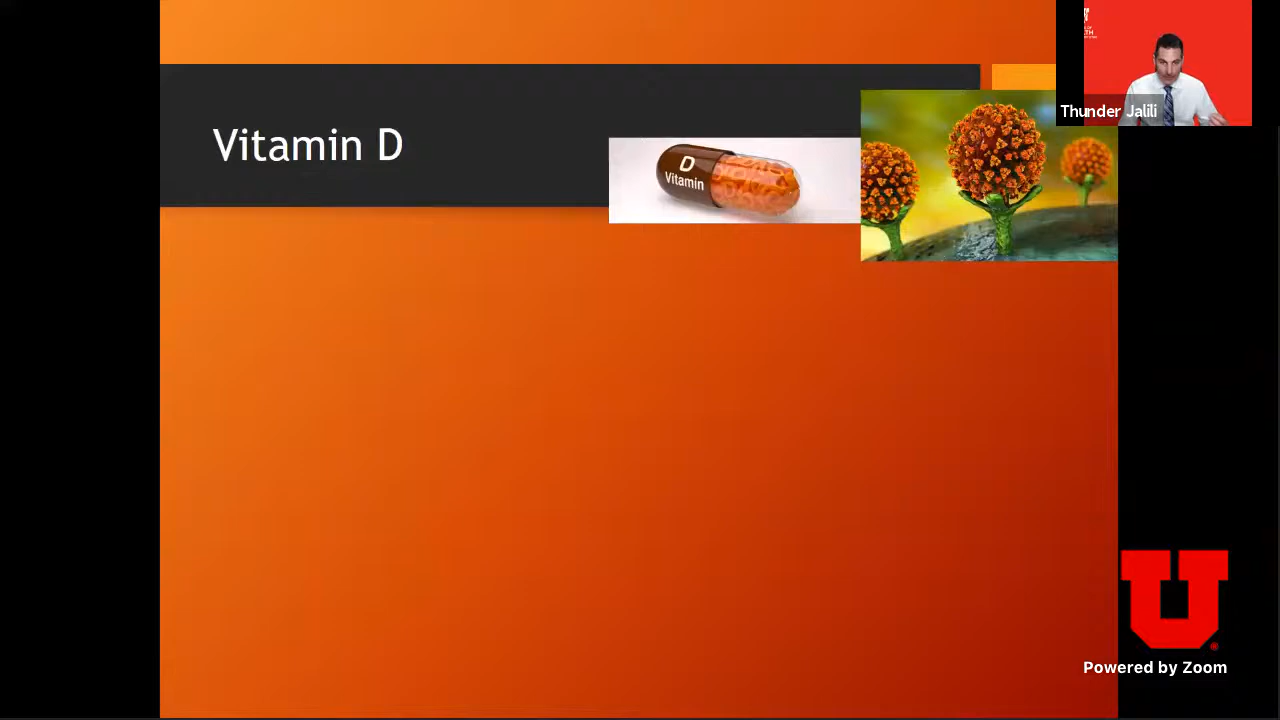 Vitamin D
D
Vitamin
Thunder Jalili
U
Powered by Zoom